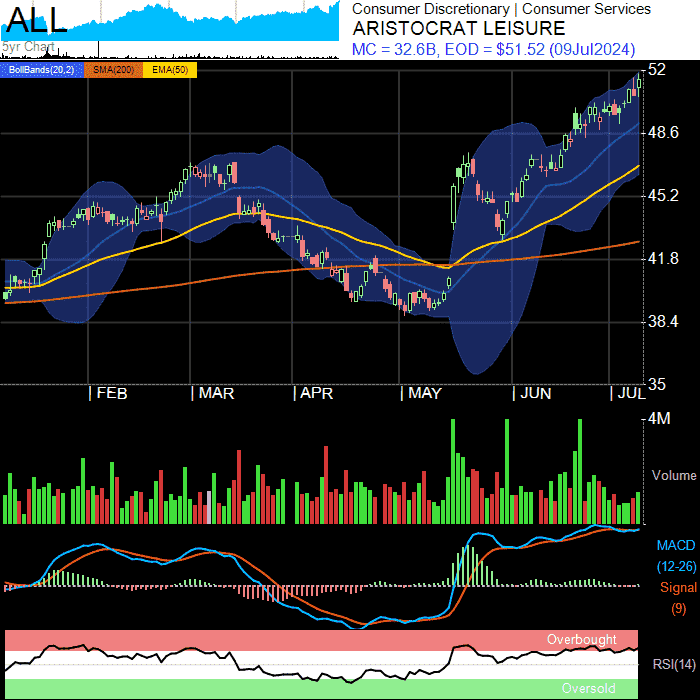 ALL
5yr Chart
Consumer Discretionary | Consumer Services
ARISTOCRAT LEISURE
MC = 32.6B, EOD = $51.52 (09Jul2024)
BollBands(20,2) SMA(200) EMA(50)
52
48.6
45.2
41.8
38.4
35
| FEB | MAR | APR | MAY | JUN | JUL
4M
Volume
MACD
(12-26)
Signal
(9)
Overbought
RSI(14)
Oversold